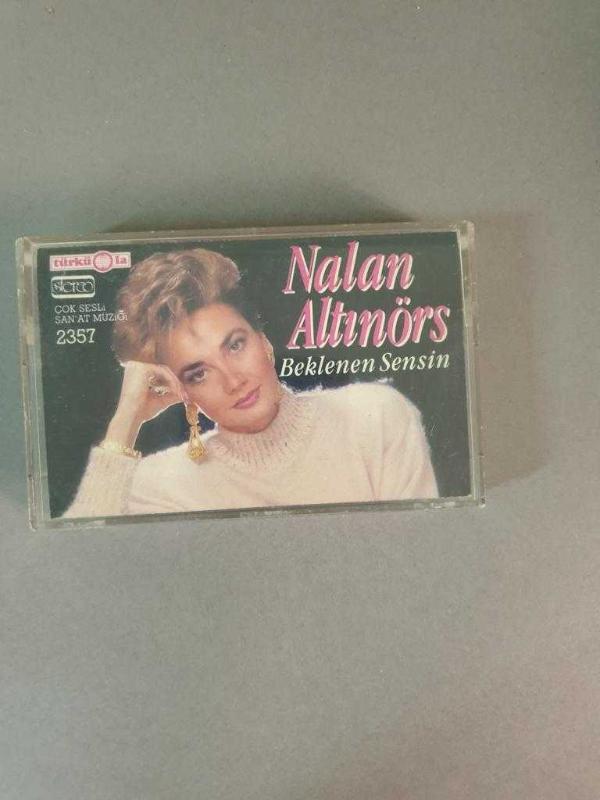 türkü la
stereo
ÇOK SESLİ
SAN'AT MÜZİĞİ
2357
Nalan
Altınörs
Beklenen Sensin